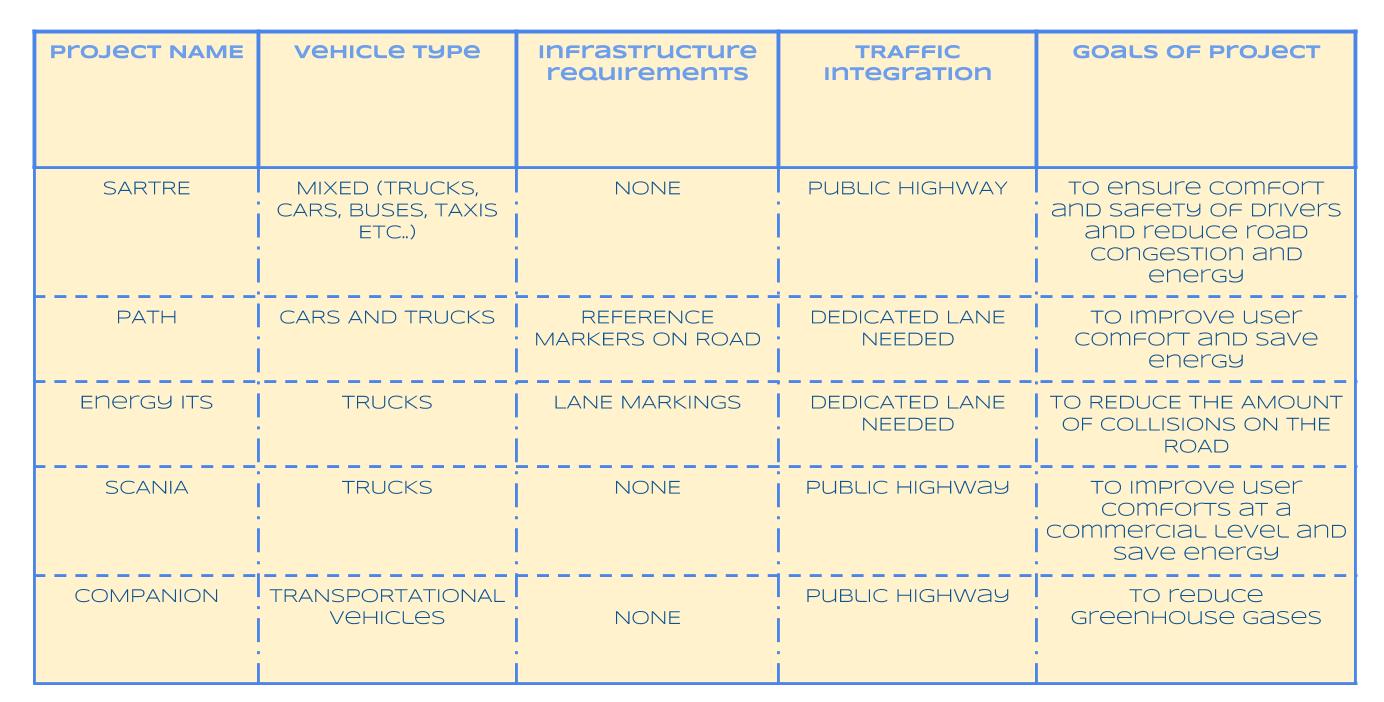 PROJECT NAME
VEHICLE TYPE
INFRASTRUCTURE
REQUIREMENTS
TRAFFIC
INTEGRATION
GOALS OF PROJECT
SARTRE
MIXED (TRUCKS,
CARS, BUSES, TAXIS
ETC..)
NONE
PUBLIC HIGHWAY
TO ensure comfort
and safety of drivers
and reduce road
congestion and
energy
PATH
CARS AND TRUCKS
REFERENCE
MARKERS ON ROAD
DEDICATED LANE
NEEDED
To improve user
comfort and save
energy
Energy ITS
TRUCKS
LANE MARKINGS
DEDICATED LANE
NEEDED
TO REDUCE THE AMOUNT
OF COLLISIONS ON THE
ROAD
SCANIA
TRUCKS
NONE
PUBLIC HIGHWay
To improve user
comforts at a
commercial level and
save energy
COMPANION
TRANSPORTATIONAL
vehicles
NONE
PUBLIC HIGHWay
To reduce
greenhouse gases